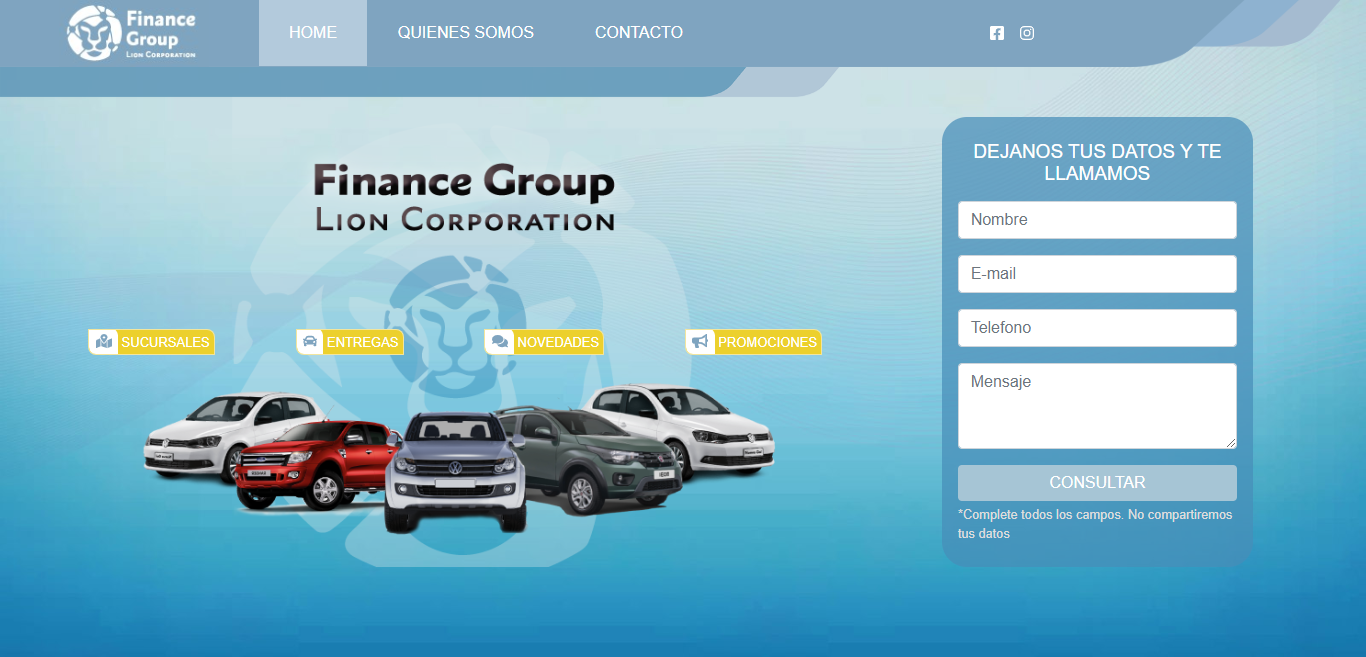 Finance
Group
LION CORPORATION
HOME
QUIENES SOMOS
CONTACTO
Finance Group
LION CORPORATION
DEJANOS TUS DATOS Y TE
LLAMAMOS
Nombre
E-mail
Telefono
Mensaje
CONSULTAR
*Complete todos los campos. No compartiremos
tus datos
SUCURSALES
ENTREGAS
NOVEDADES
PROMOCIONES